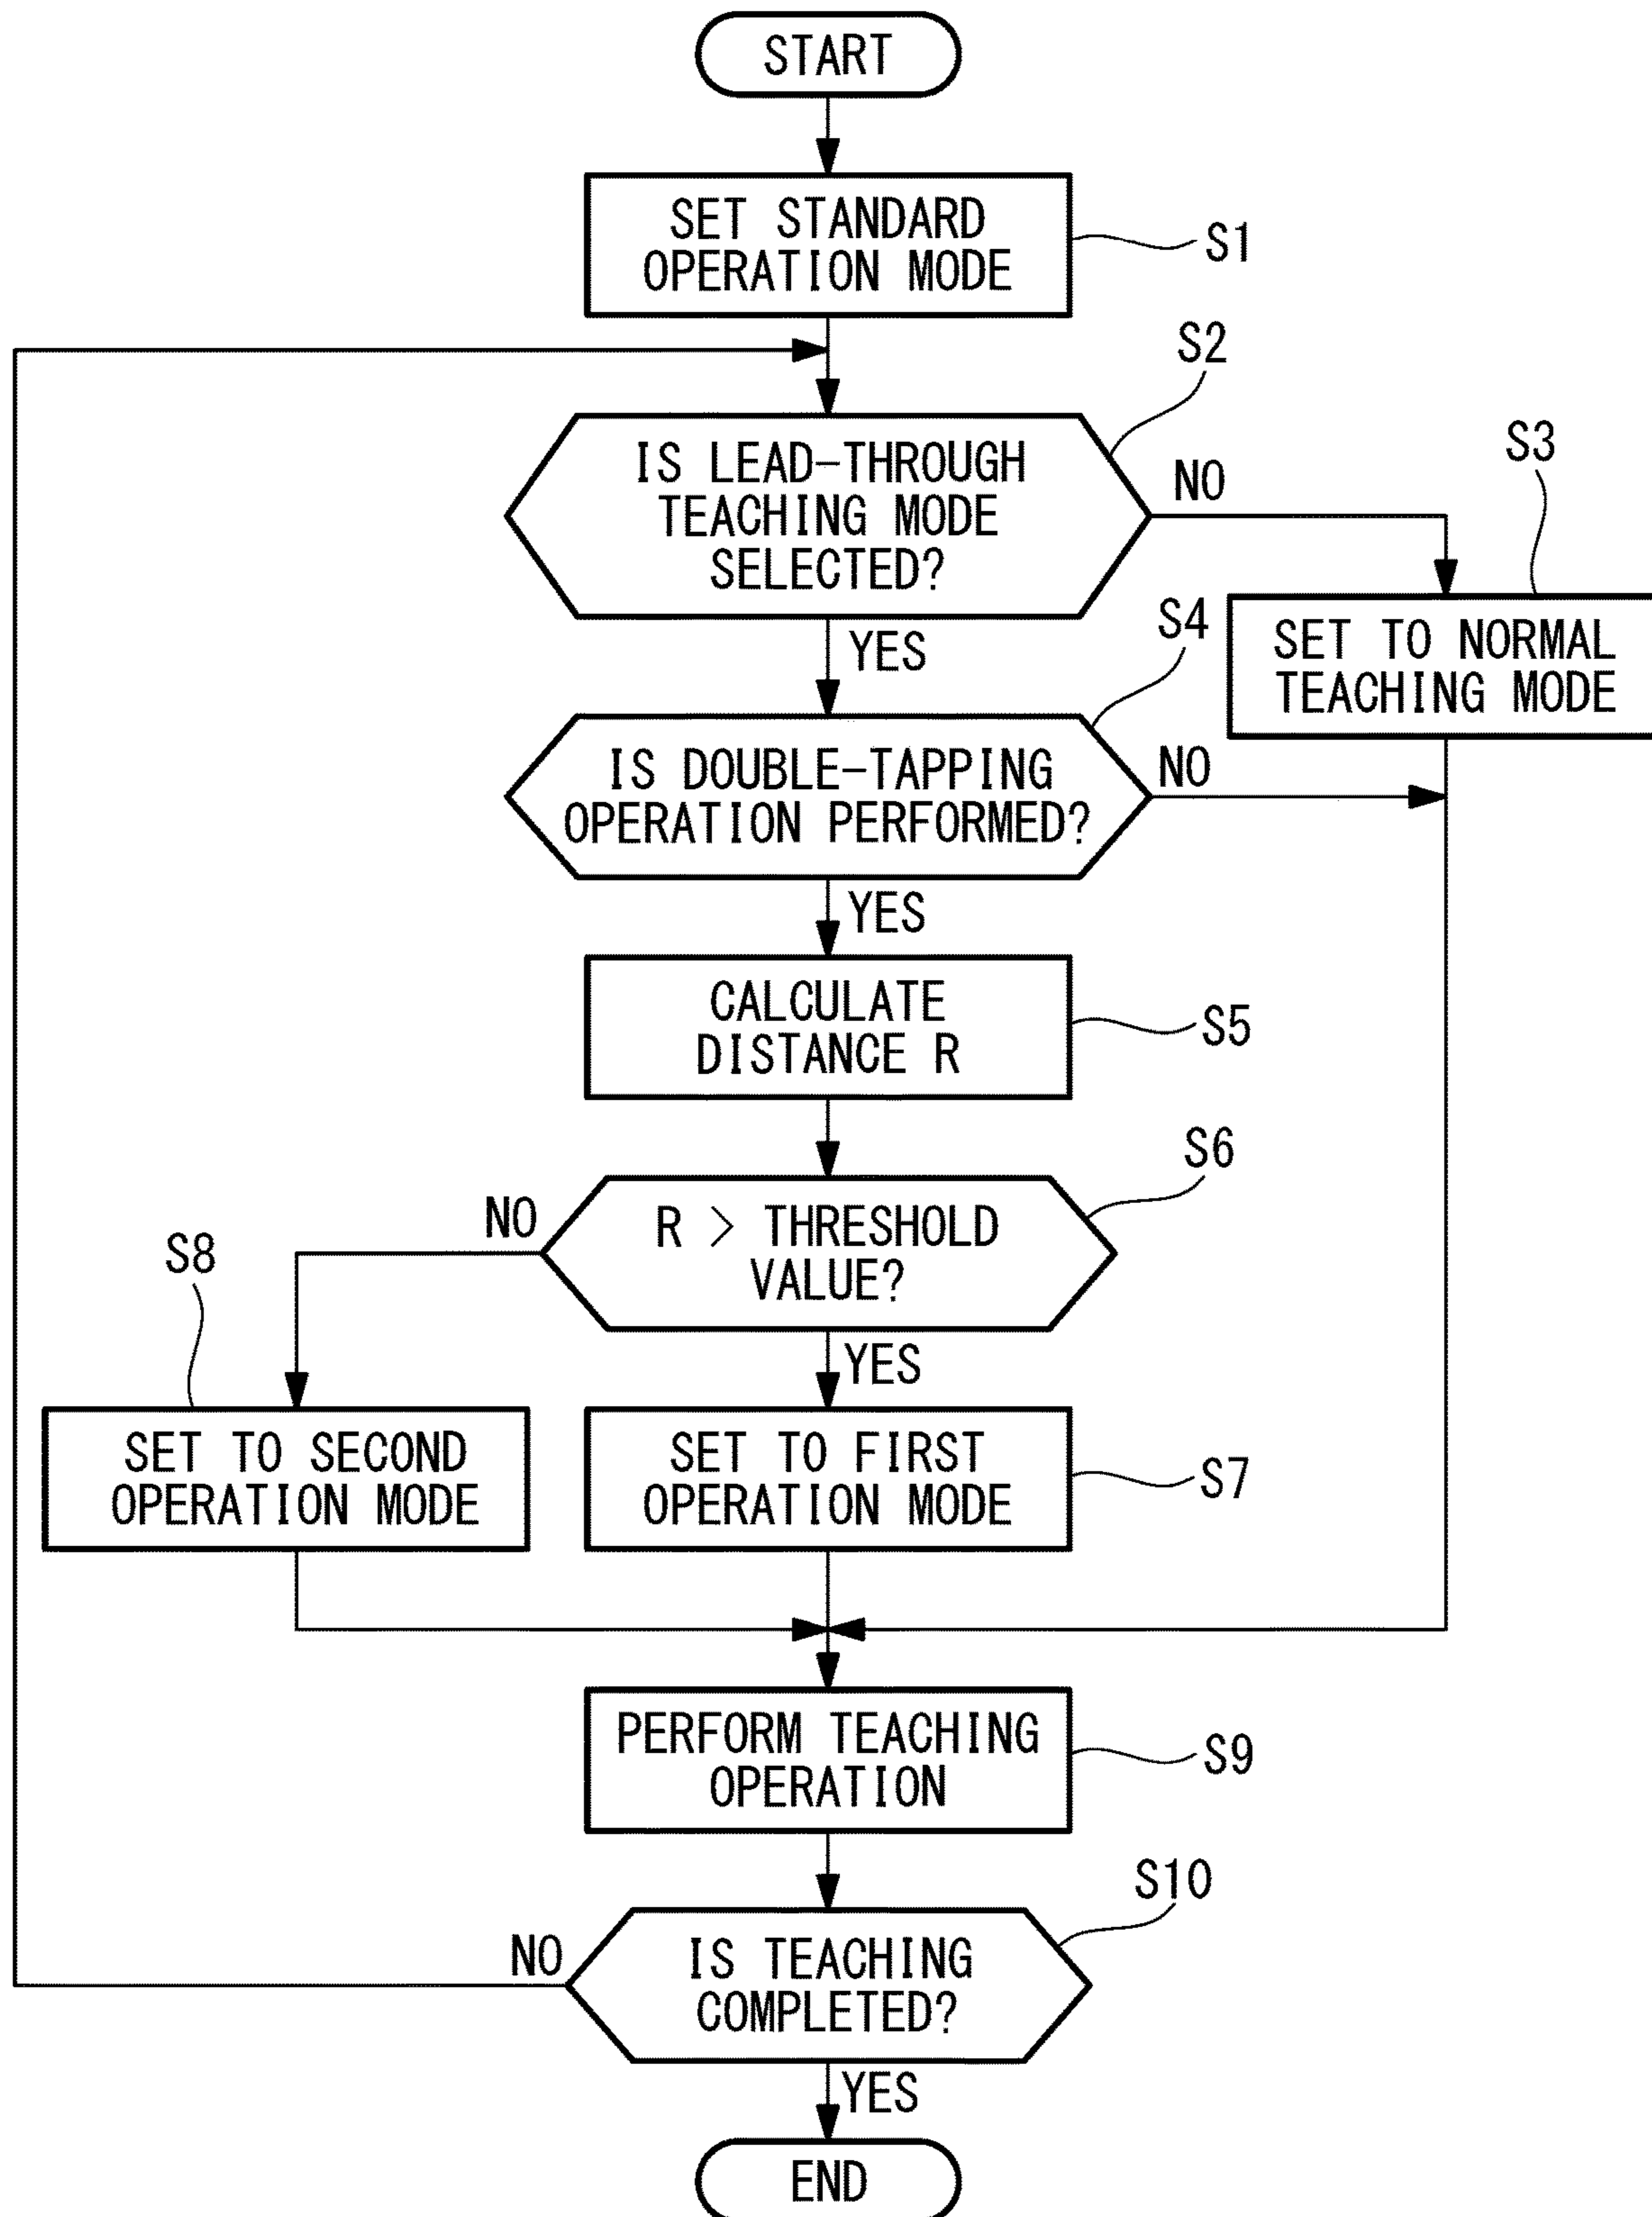 START
SET STANDARD
OPERATION MODE
S1
S2
IS LEAD-THROUGH
TEACHING MODE
SELECTED?
NO
S3
SET TO NORMAL
TEACHING MODE
YES
S4
IS DOUBLE-TAPPING
OPERATION PERFORMED?
NO
YES
CALCULATE
DISTANCE R
S5
S6
R > THRESHOLD
VALUE?
NO
S8
YES
SET TO SECOND
OPERATION MODE
SET TO FIRST
OPERATION MODE
S7
PERFORM TEACHING
OPERATION
S9
S10
IS TEACHING
COMPLETED?
NO
YES
END